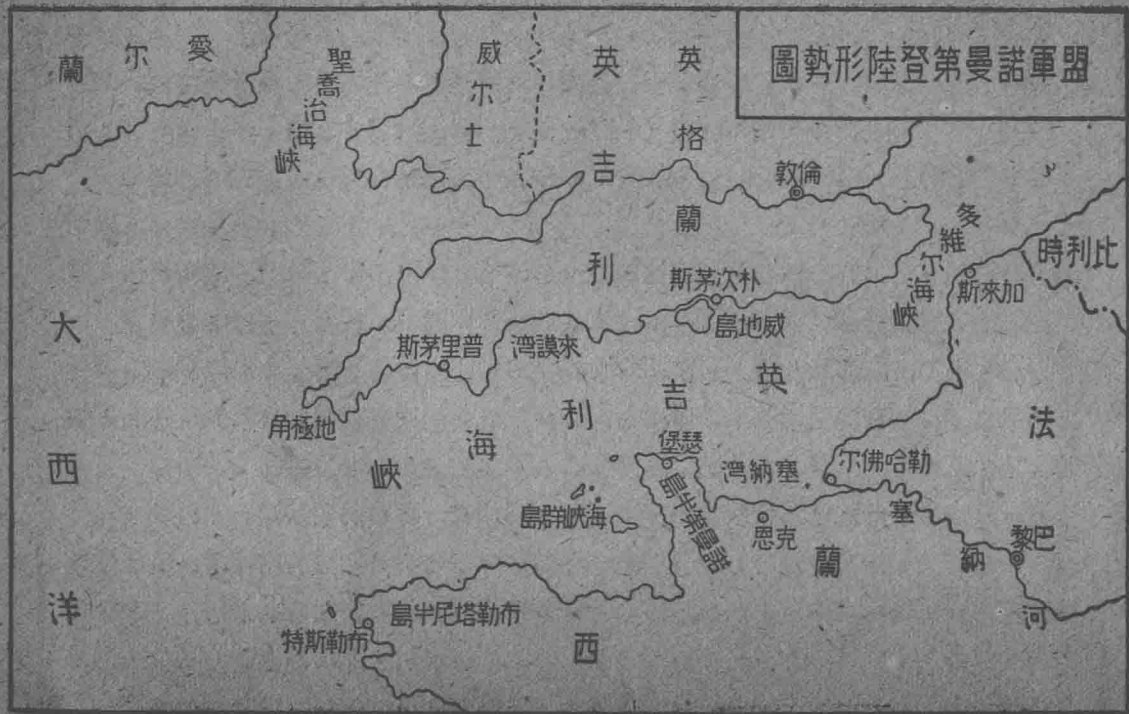 盟軍諾曼第登陸形勢圖
愛尔蘭
聖喬治海峽
威尔士
英吉利
英格蘭
倫敦
多維尔海峽
比利時
加來斯
朴次茅斯
威地島
來謨湾
普里茅斯
地極角
大西洋
英吉利海峽
瑟堡
塞納湾
勒哈佛尔
諾曼第半島
海峽群島
克恩
塞納河
巴黎
法蘭西
布勒塔尼半島
布勒斯特